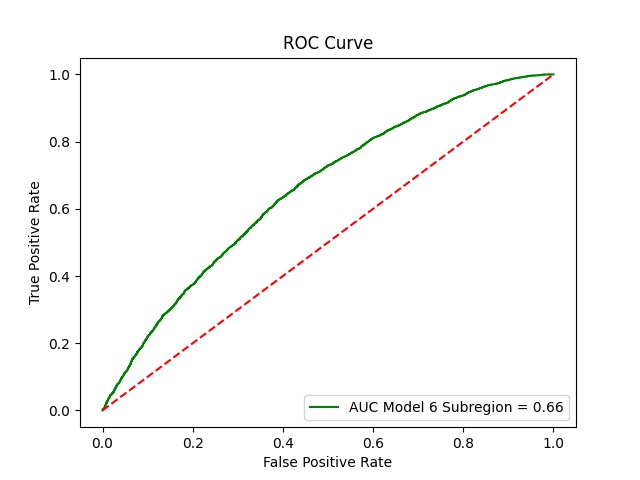 ROC Curve
True Positive Rate
1.0
0.8
0.6
0.4
0.2
0.0
0.0 0.2 0.4 0.6 0.8 1.0
False Positive Rate
AUC Model 6 Subregion = 0.66